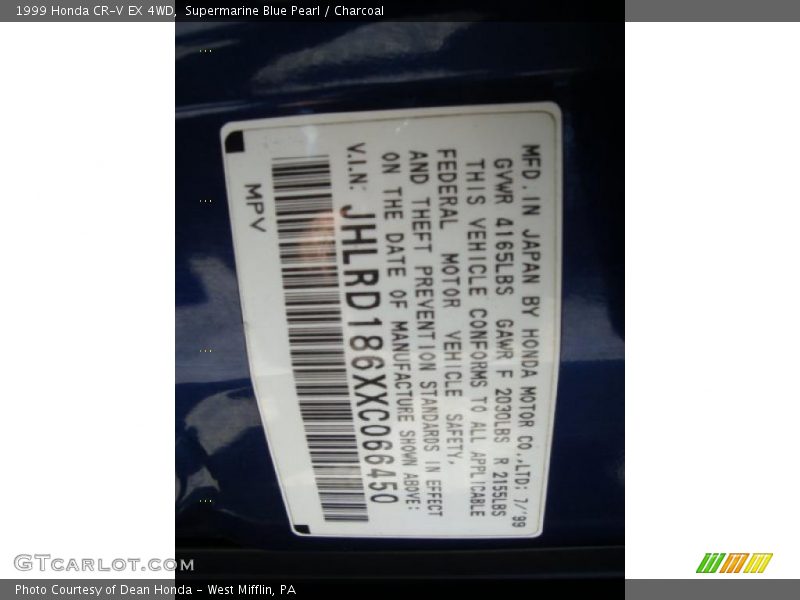 1999 Honda CR-V EX 4WD, Supermarine Blue Pearl / Charcoal
MFD. IN JAPAN BY HONDA MOTOR CO.,LTD; 7/'99
GVWR 4165LBS GAWR F 2030LBS R 2155LBS
THIS VEHICLE CONFORMS TO ALL APPLICABLE
FEDERAL MOTOR VEHICLE SAFETY,
AND THEFT PREVENTION STANDARDS IN EFFECT
ON THE DATE OF MANUFACTURE SHOWN ABOVE:
V.I.N: JHLRD186XXC066450
MPV
GTCARLOT.COM
Photo Courtesy of Dean Honda - West Mifflin, PA